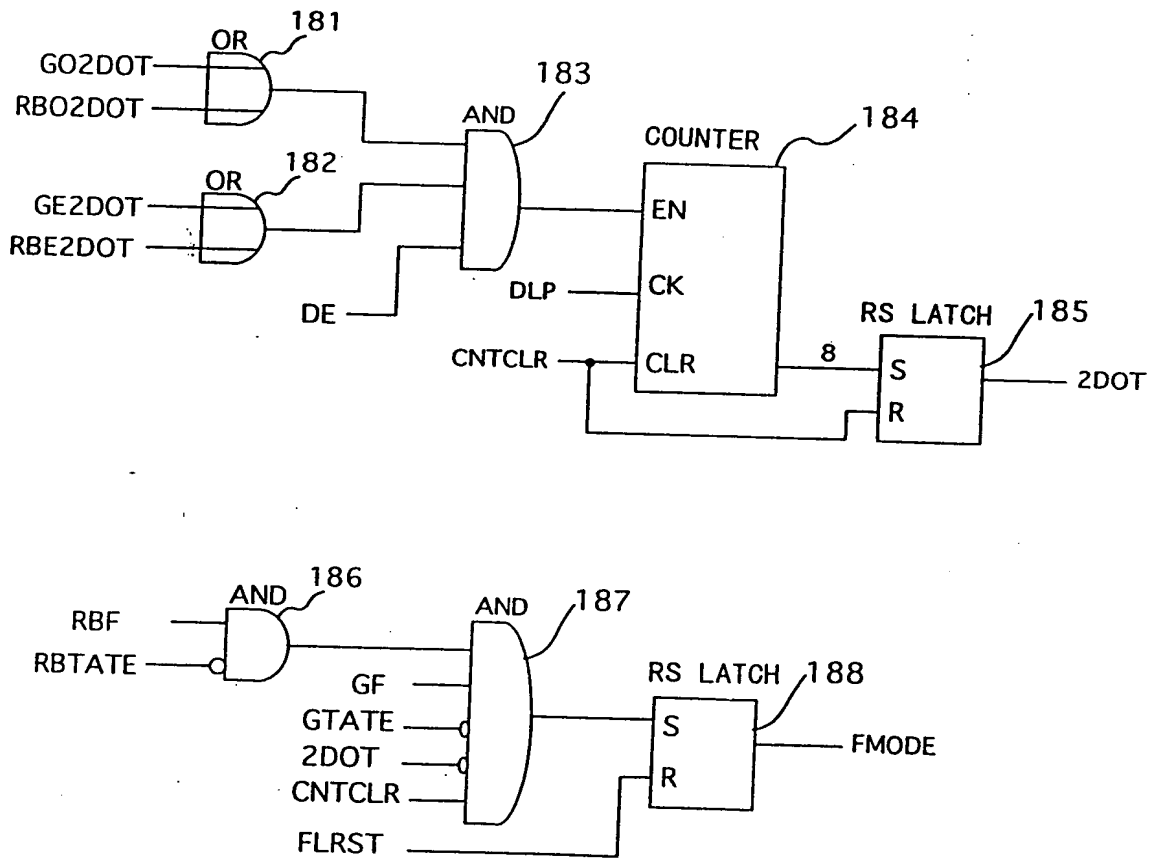 OR
181
GO2DOT
RBO2DOT
AND
183
COUNTER
184
OR
182
GE2DOT
RBE2DOT
EN
DE
DLP
CK
CNTCLR
CLR
8
RS LATCH
185
S
R
2DOT
AND
186
RBF
RBTATE
AND
187
GF
GTATE
2DOT
CNTCLR
FLRST
RS LATCH
188
S
R
FMODE